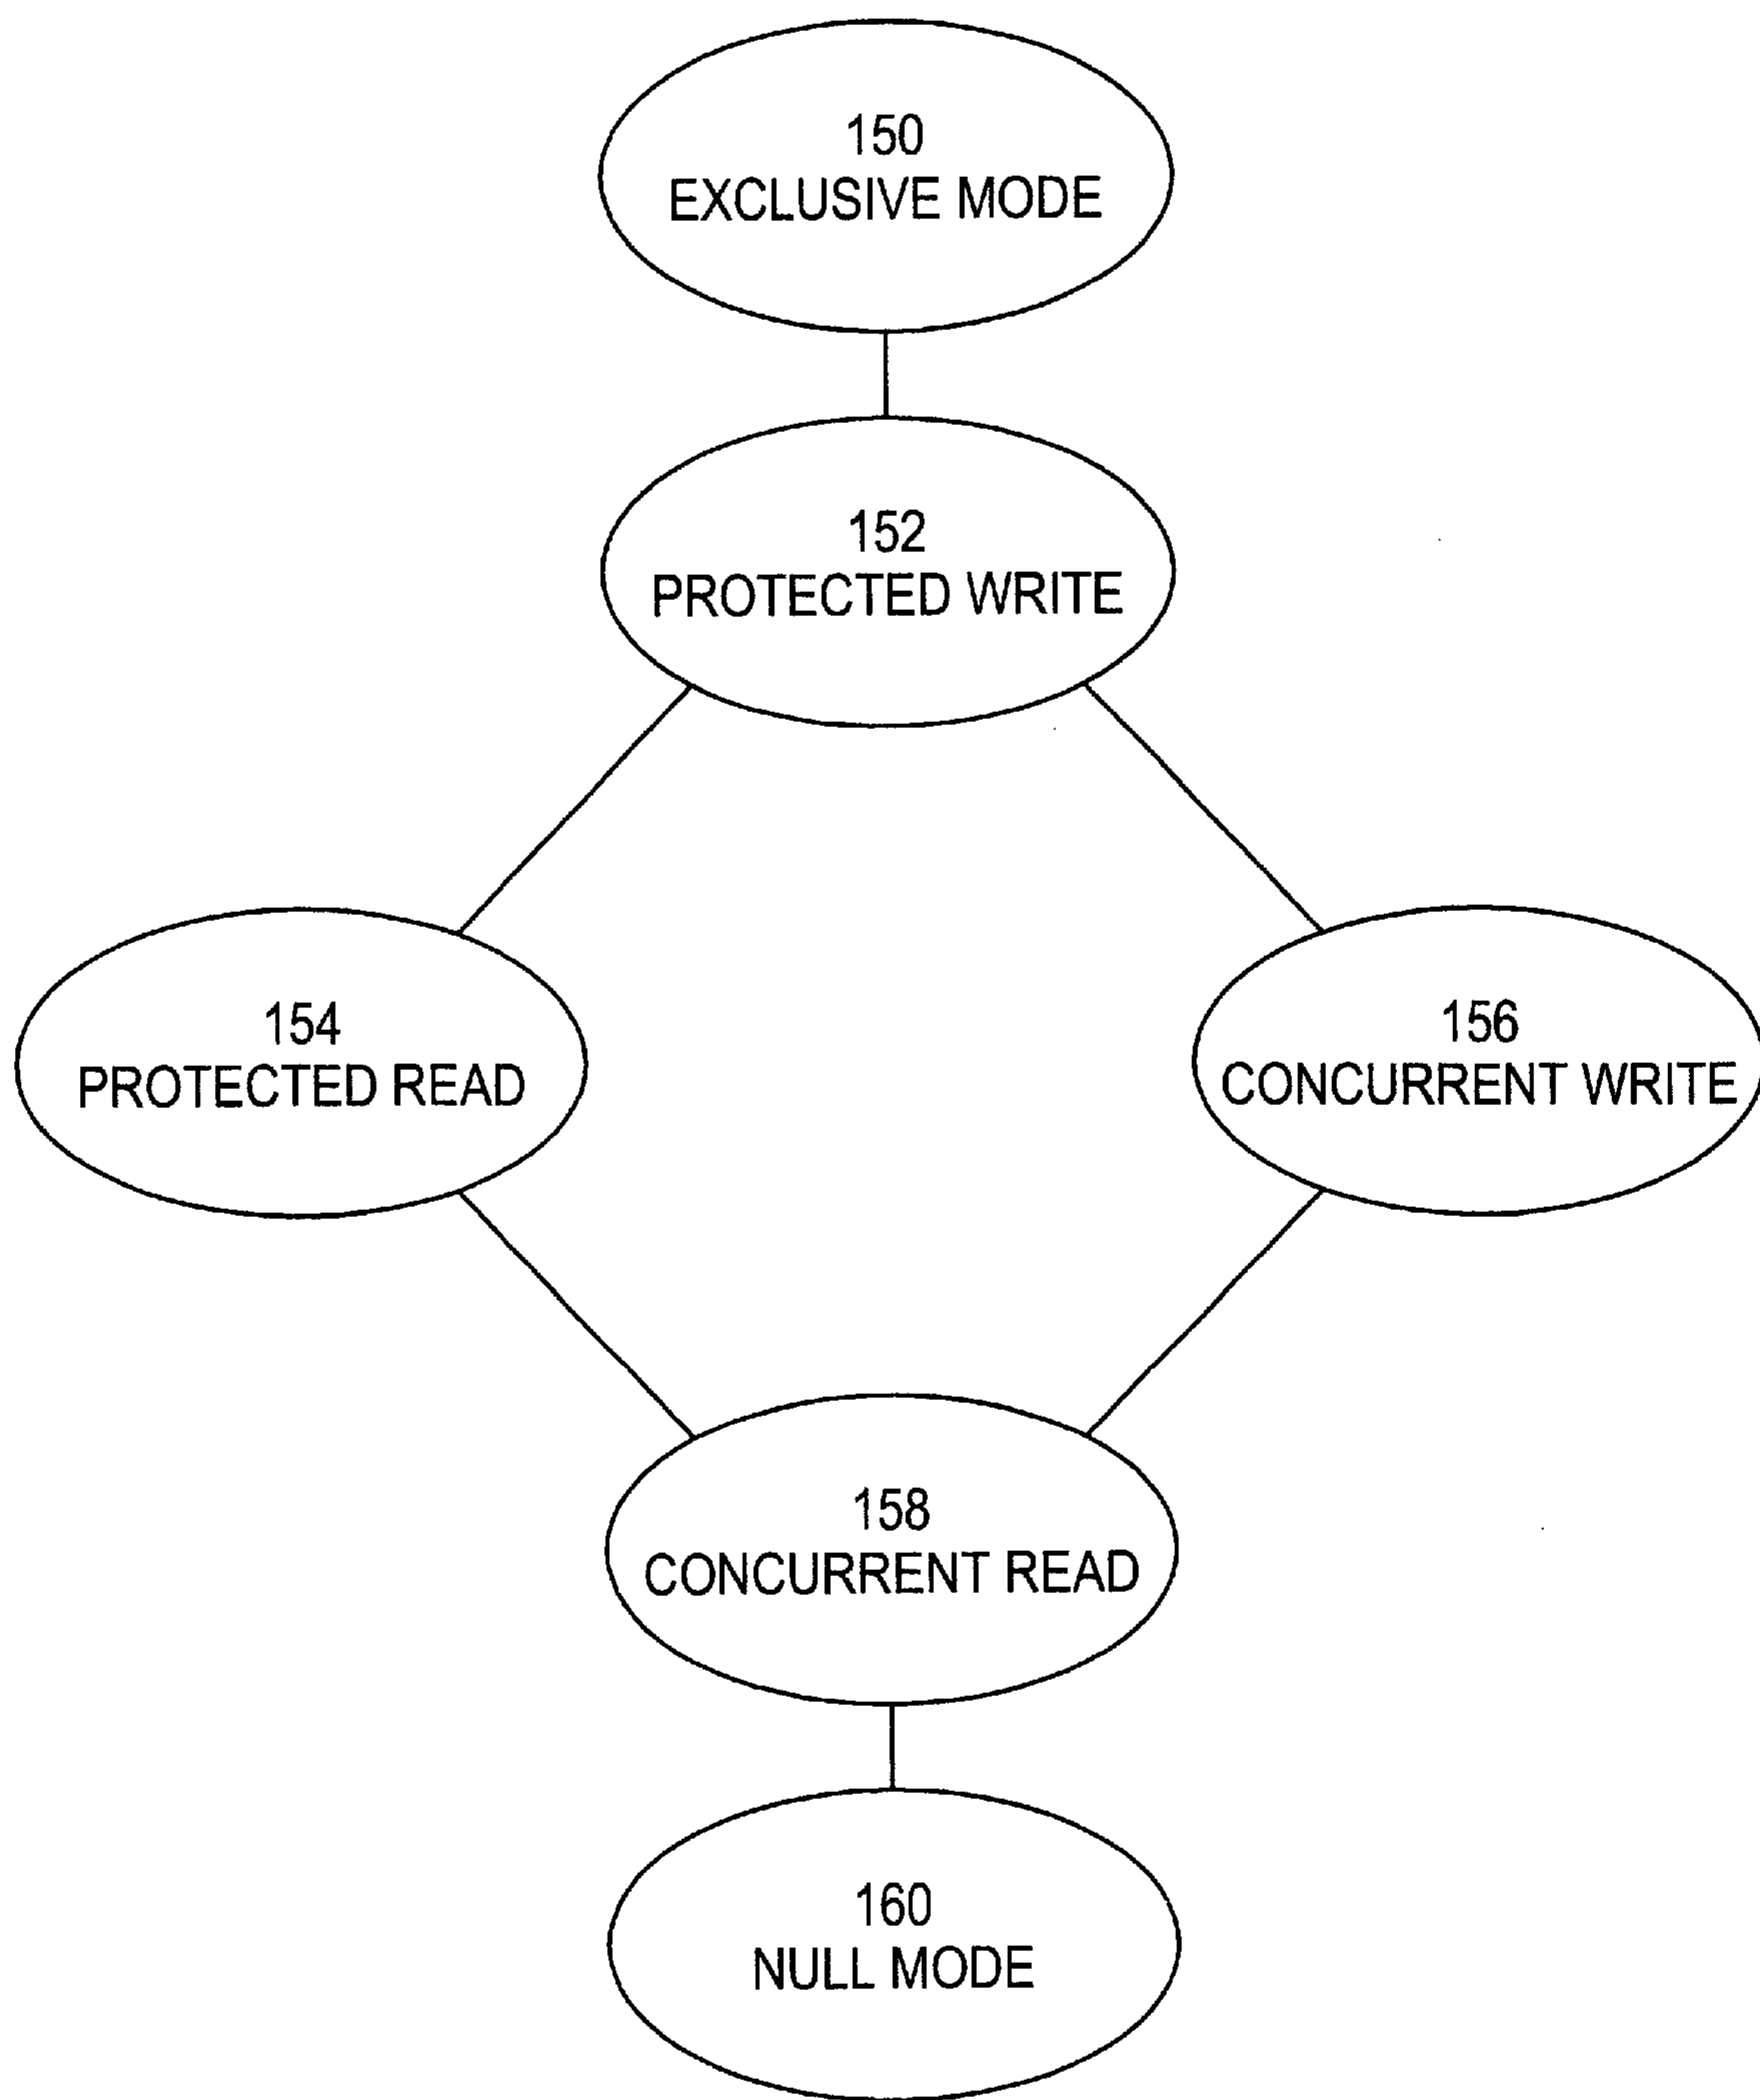 150
EXCLUSIVE MODE
152
PROTECTED WRITE
154
PROTECTED READ
156
CONCURRENT WRITE
158
CONCURRENT READ
160
NULL MODE